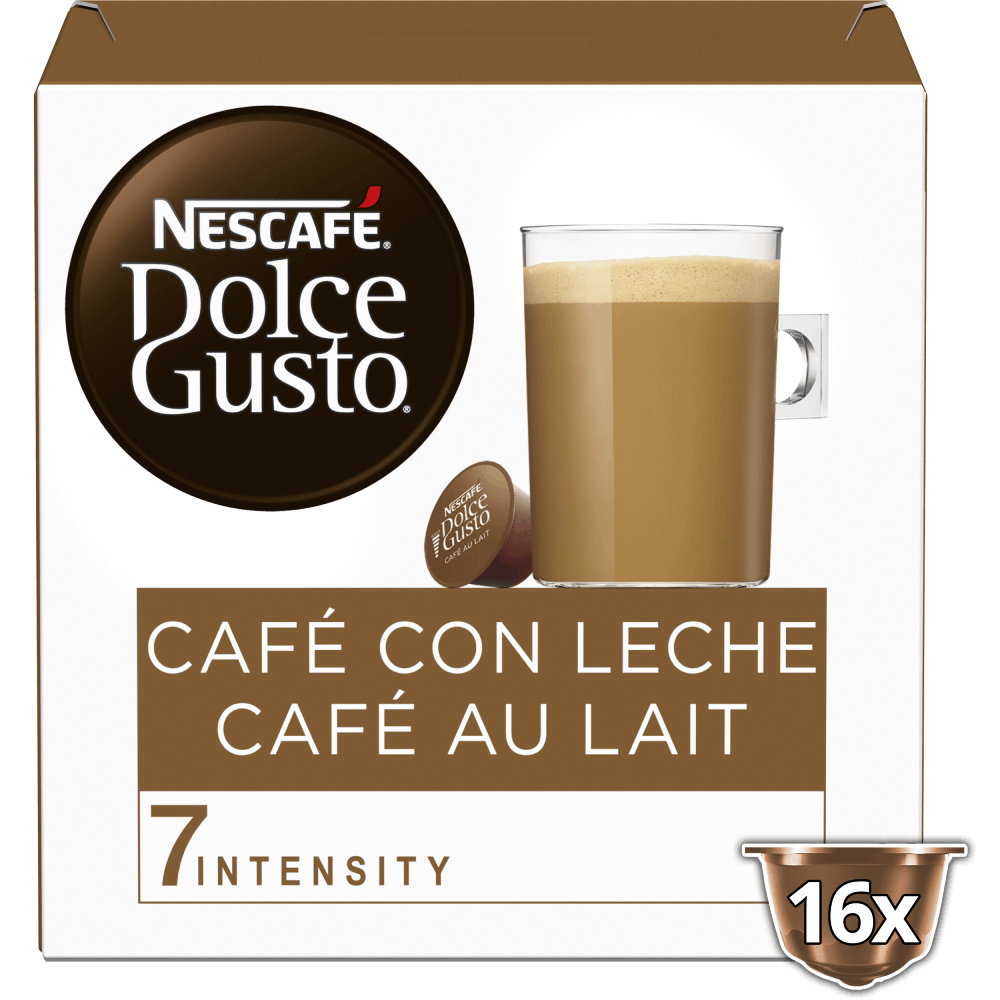 NESCAFÉ®
DOLCE
GUSTO®
NESCAFÉ
DOLCE
GUSTO
CAFÉ AU LAIT
CAFÉ CON LECHE
CAFÉ AU LAIT
7 INTENSITY
16x